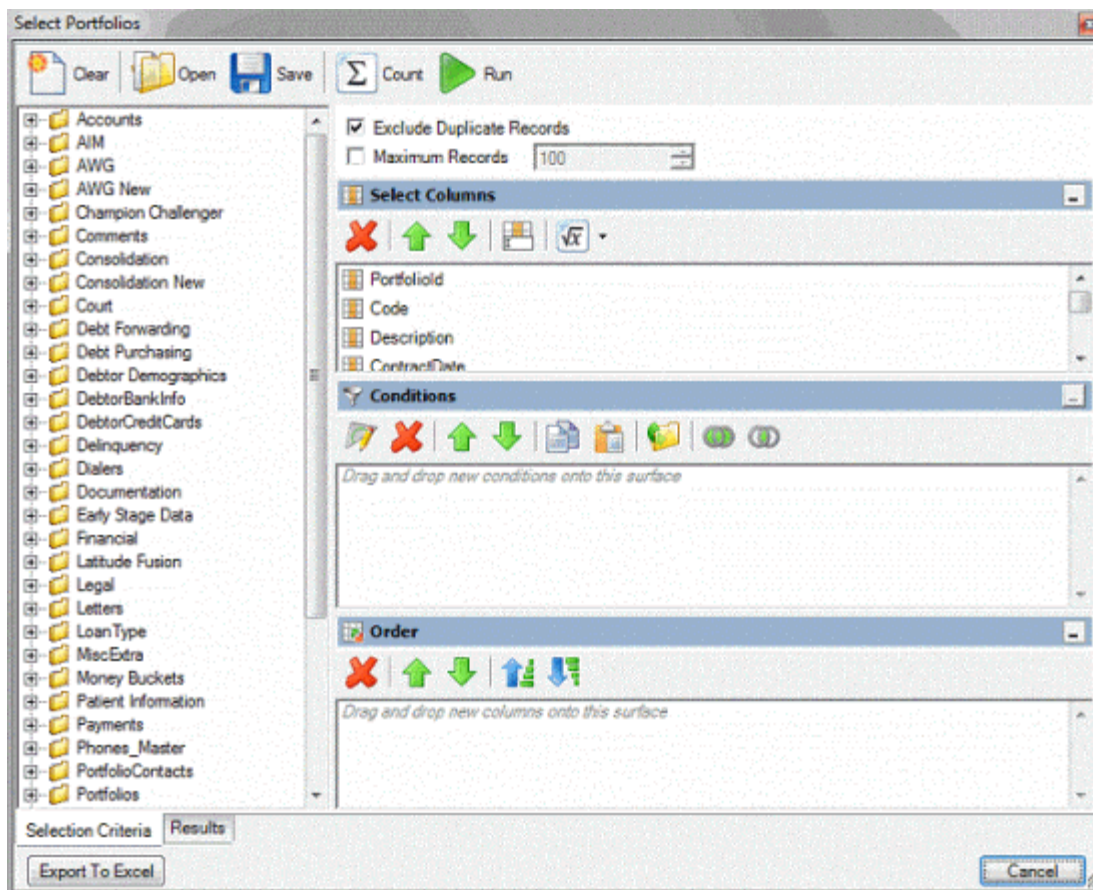 Select Portfolios
Clear Open Save Σ Count Run
Accounts
AIM
AWG
AWG New
Champion Challenger
Comments
Consolidation
Consolidation New
Court
Debt Forwarding
Debt Purchasing
Debtor Demographics
DebtorBankInfo
DebtorCreditCards
Delinquency
Dialers
Documentation
Early Stage Data
Financial
Latitude Fusion
Legal
Letters
LoanType
MiscExtra
Money Buckets
Patient Information
Payments
Phones_Master
PortfolioContacts
Portfolios
Exclude Duplicate Records
Maximum Records 100
Select Columns
√x
PortfolioId
Code
Description
ContractDate
Conditions
Drag and drop new conditions onto this surface
Order
Drag and drop new columns onto this surface
Selection Criteria Results
Export To Excel Cancel